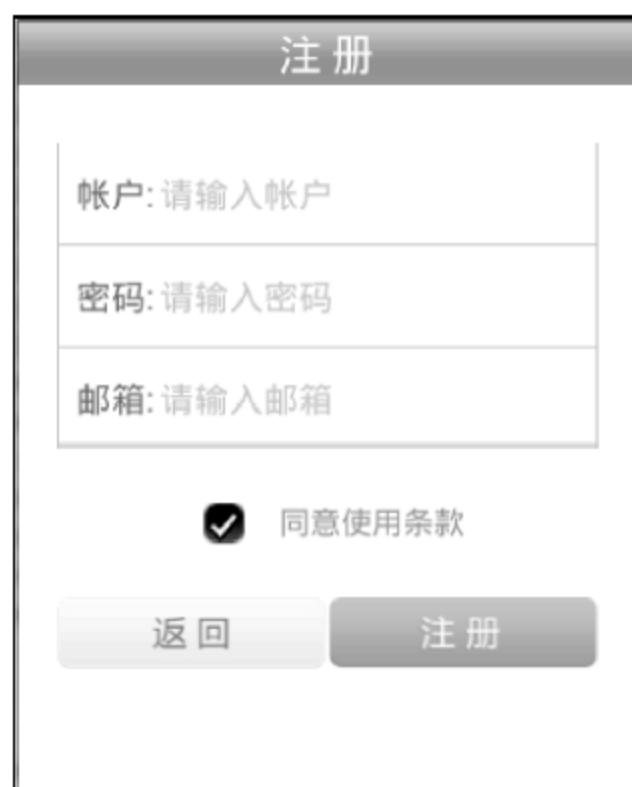 注 册
帐户: 请输入帐户
密码: 请输入密码
邮箱: 请输入邮箱
同意使用条款
返 回
注 册